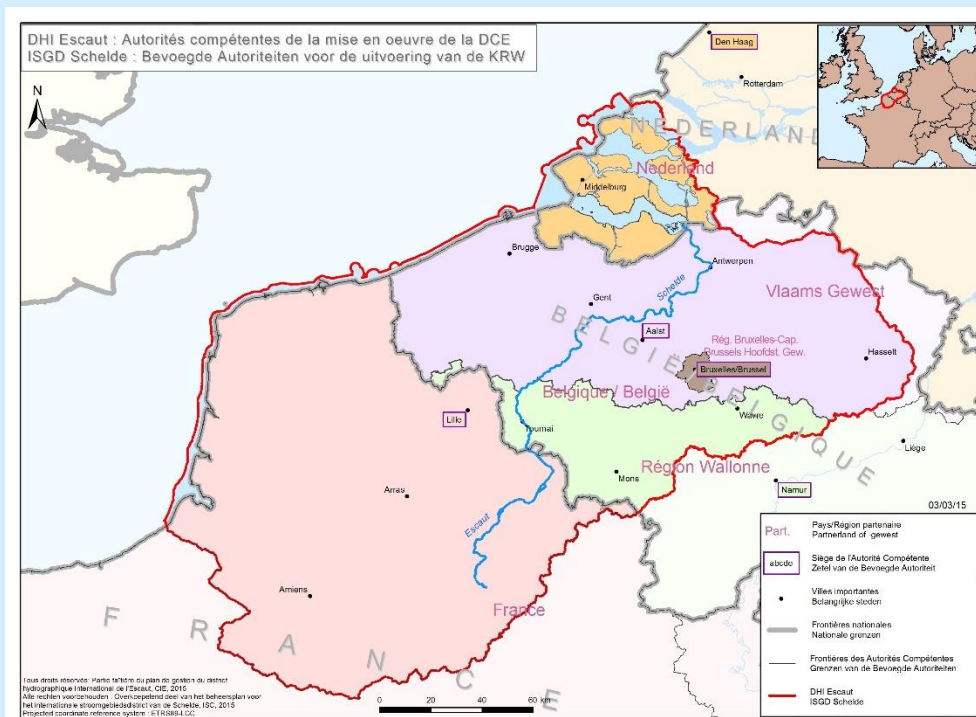 DHI Escaut : Autorités compétentes de la mise en oeuvre de la DCE
ISGD Schelde : Bevoegde Autoriteiten voor de uitvoering van de KRW
N
Den Haag
Rotterdam
NEDERLAND
Nederland
Middelburg
Brugge
Antwerpen
Schelde
Vlaams Gewest
Gent
Aalst
BELGIË/BELGIQUE
Rég. Bruxelles-Cap.
Brussels Hoofdst. Gew.
Bruxelles/Brussel
Hasselt
Belgique / België
Lille
Wavre
Tournai
Liège
Région Wallonne
Mons
Namur
Arras
Escaut
Amiens
France
FRANCE
03/03/15
Part.
Pays/Région partenaire
Partnerland of -gewest
abcdo
Siège de l'Autorité Compétente
Zetel van de Bevoegde Autoriteit
Villes importantes
Belangrijke steden
Frontières nationales
Nationale grenzen
Frontières des Autorités Compétentes
Grenzen van de Bevoegde Autoriteiten
DHI Escaut
ISGD Schelde
Tous droits réservés: Partie faîtière du plan de gestion du district
hydrographique International de l'Escaut, CIE, 2015
Alle rechten voorbehouden : Overkoepelend deel van het beheersplan voor
het internationale stroomgebiedsdistrict van de Schelde, ISC, 2015
Projected coordinate reference system : ETRS89-LCC
0 20 40 60 km